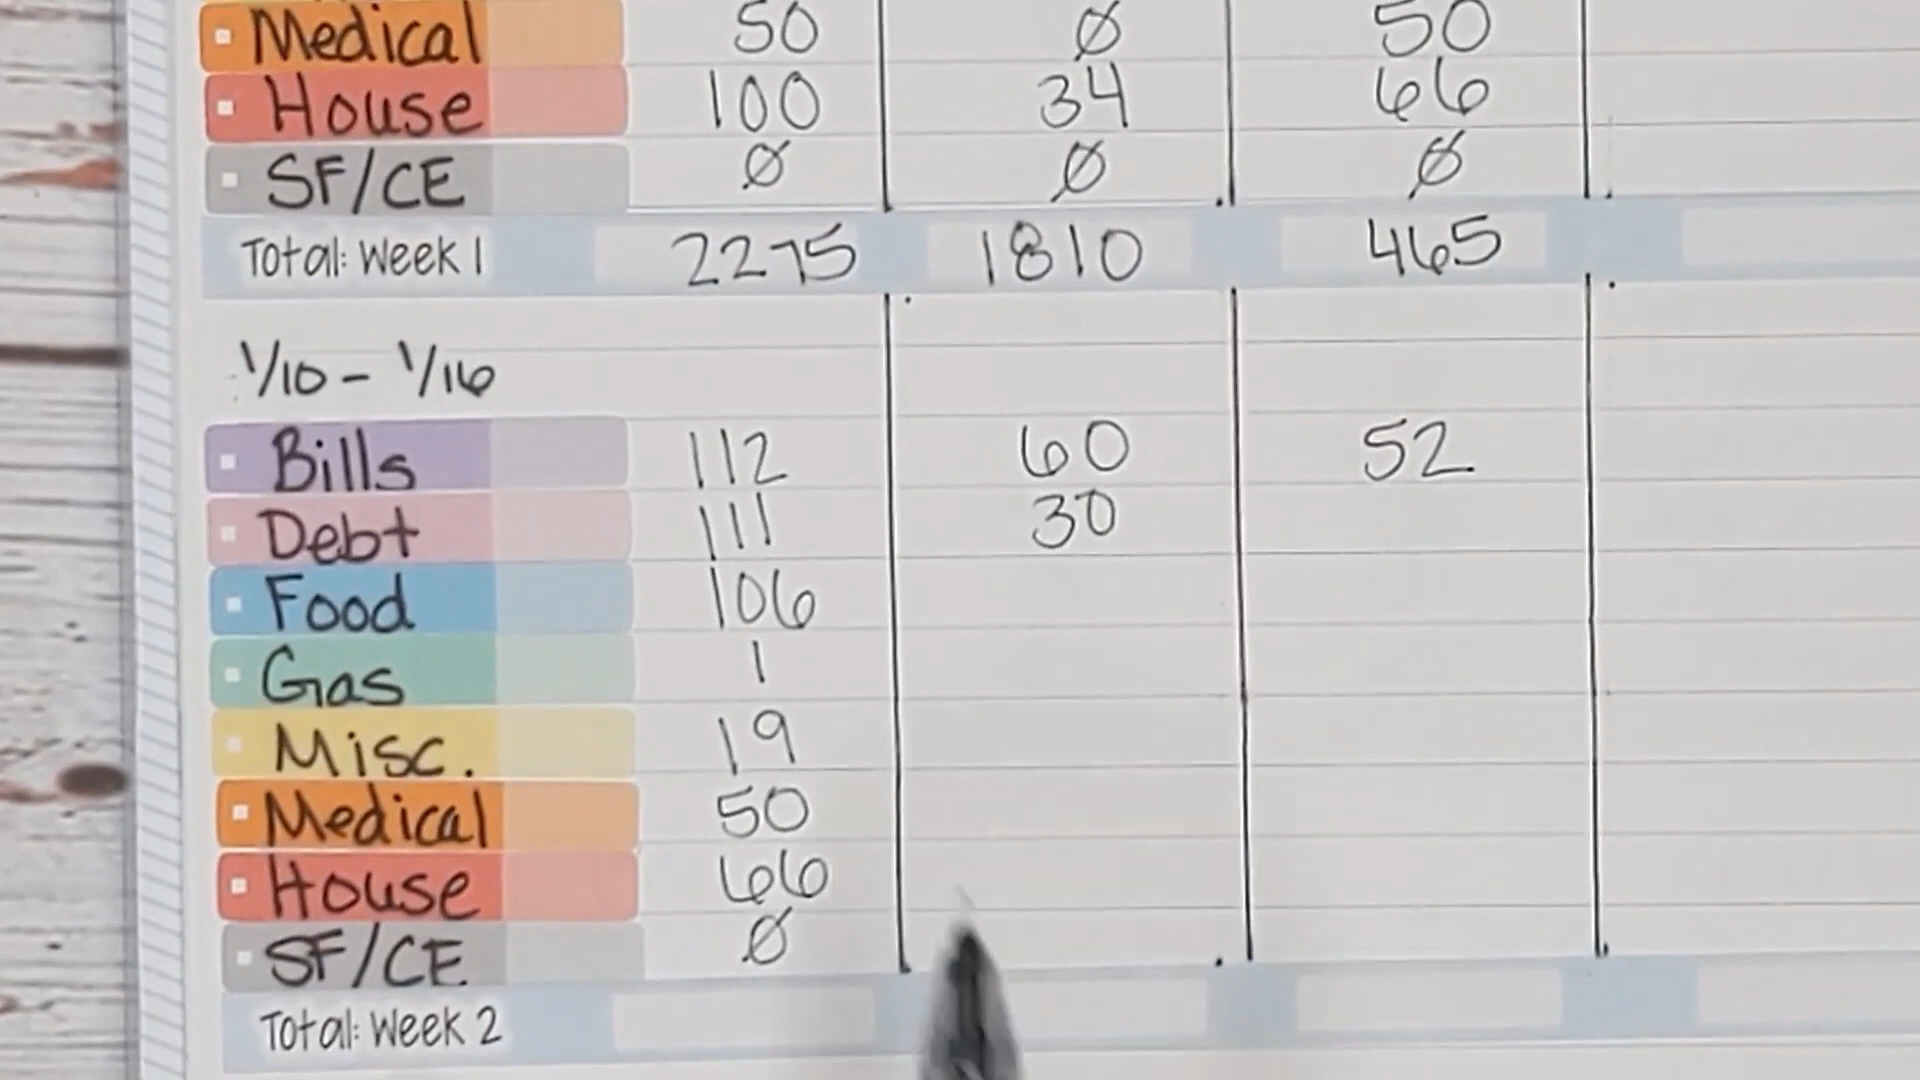 Medical 50 Ø 50
House 100 34 66
SF/CE Ø Ø Ø
Total: Week 1 2275 1810 465
1/10 - 1/16
Bills 112 60 52
Debt 111 30
Food 106
Gas 1
Misc. 19
Medical 50
House 66
SF/CE Ø
Total: Week 2